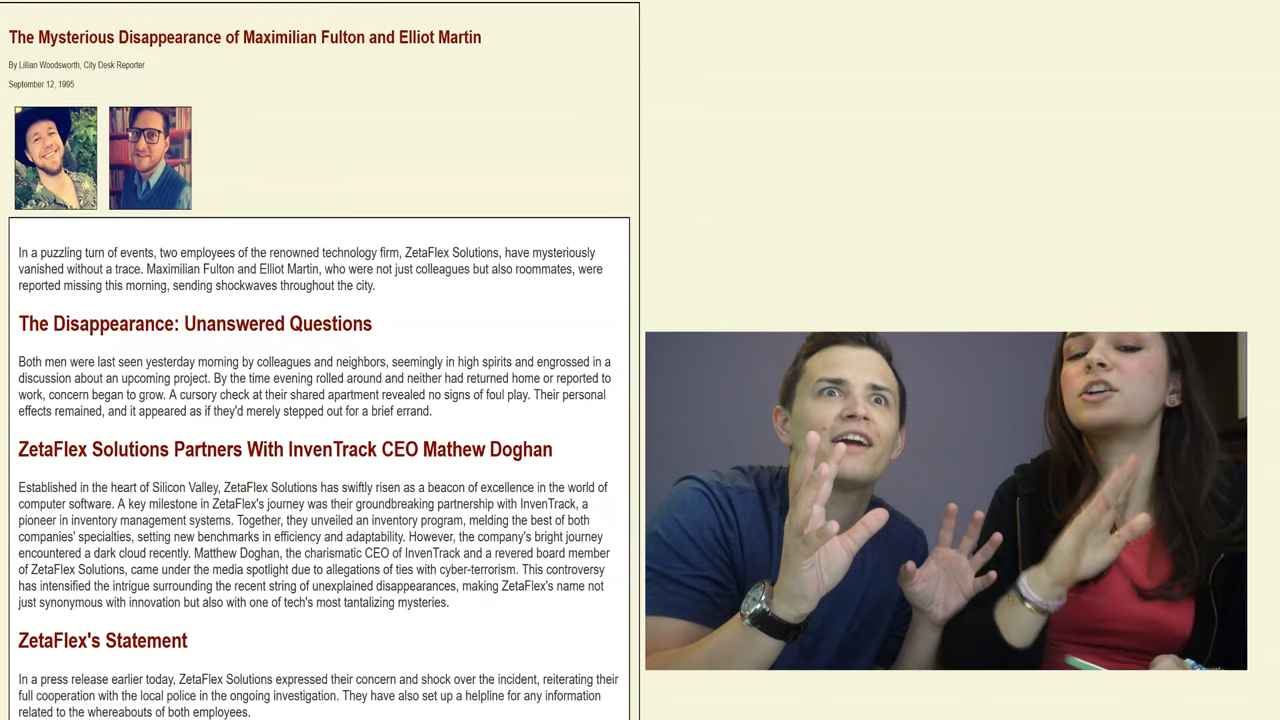 The Mysterious Disappearance of Maximilian Fulton and Elliot Martin
By Lillian Woodsworth, City Desk Reporter
September 12, 1995
In a puzzling turn of events, two employees of the renowned technology firm, ZetaFlex Solutions, have mysteriously
vanished without a trace. Maximilian Fulton and Elliot Martin, who were not just colleagues but also roommates, were
reported missing this morning, sending shockwaves throughout the city.
The Disappearance: Unanswered Questions
Both men were last seen yesterday morning by colleagues and neighbors, seemingly in high spirits and engrossed in a
discussion about an upcoming project. By the time evening rolled around and neither had returned home or reported to
work, concern began to grow. A cursory check at their shared apartment revealed no signs of foul play. Their personal
effects remained, and it appeared as if they'd merely stepped out for a brief errand.
ZetaFlex Solutions Partners With InvenTrack CEO Mathew Doghan
Established in the heart of Silicon Valley, ZetaFlex Solutions has swiftly risen as a beacon of excellence in the world of
computer software. A key milestone in ZetaFlex's journey was their groundbreaking partnership with InvenTrack, a
pioneer in inventory management systems. Together, they unveiled an inventory program, melding the best of both
companies' specialties, setting new benchmarks in efficiency and adaptability. However, the company's bright journey
encountered a dark cloud recently. Matthew Doghan, the charismatic CEO of InvenTrack and a revered board member
of ZetaFlex Solutions, came under the media spotlight due to allegations of ties with cyber-terrorism. This controversy
has intensified the intrigue surrounding the recent string of unexplained disappearances, making ZetaFlex's name not
just synonymous with innovation but also with one of tech's most tantalizing mysteries.
ZetaFlex's Statement
In a press release earlier today, ZetaFlex Solutions expressed their concern and shock over the incident, reiterating their
full cooperation with the local police in the ongoing investigation. They have also set up a helpline for any information
related to the whereabouts of both employees.